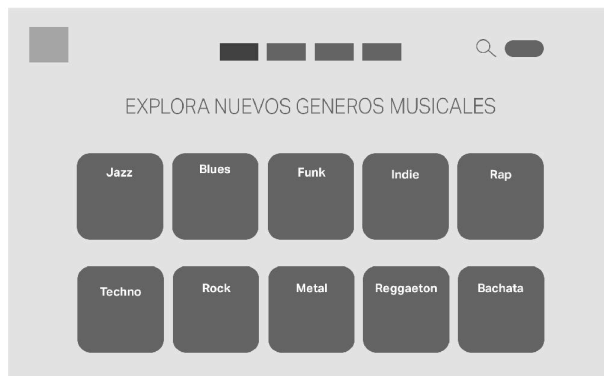 EXPLORA NUEVOS GENEROS MUSICALES
Jazz Blues Funk Indie Rap
Techno Rock Metal Reggaeton Bachata